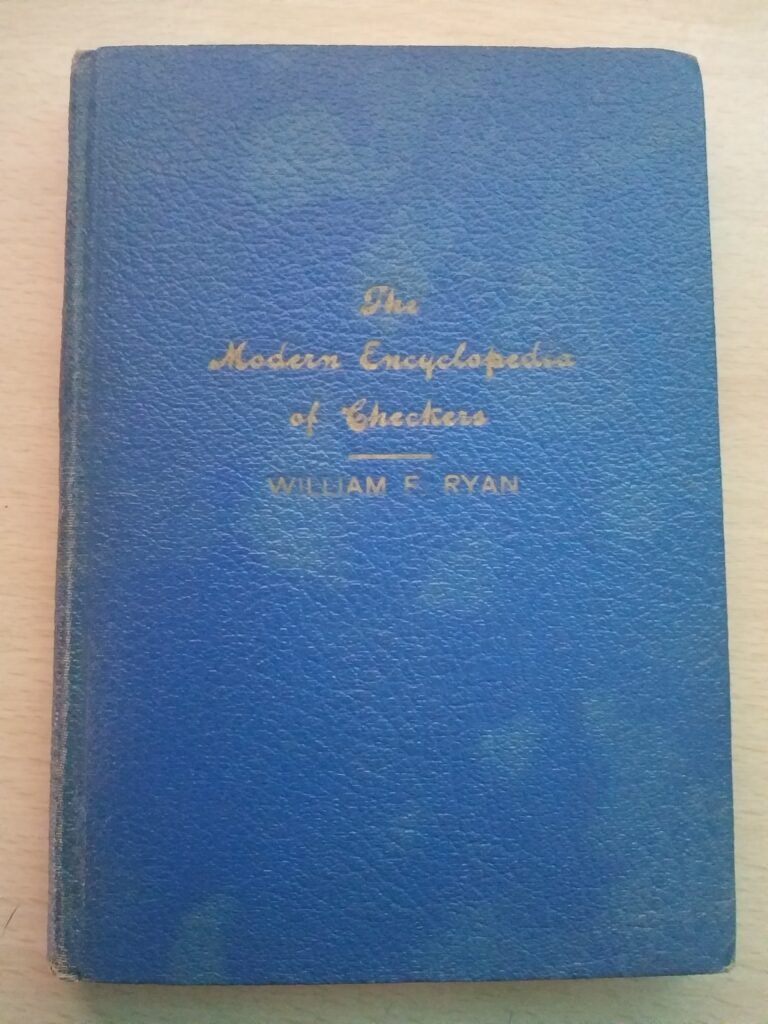 The
Modern Encyclopedia
of Checkers
WILLIAM F. RYAN